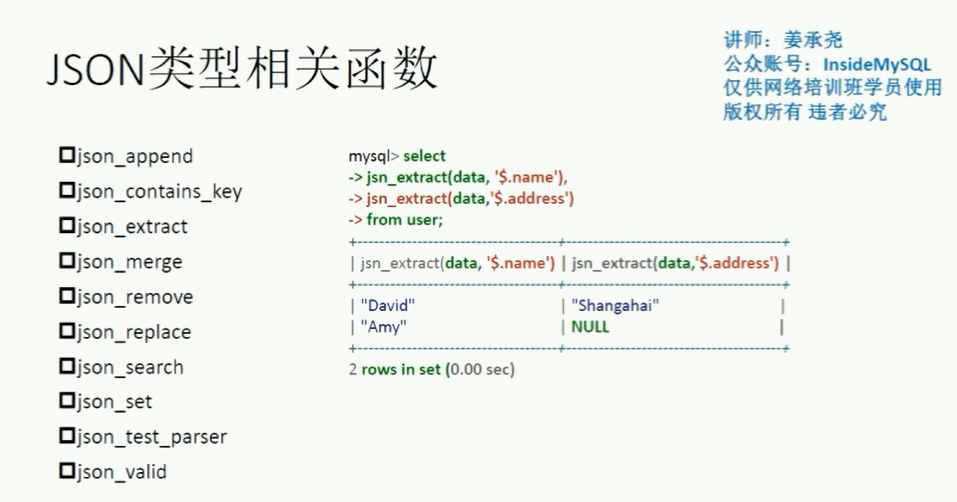 JSON类型相关函数
讲师：姜承尧
公众账号：InsideMySQL
仅供网络培训班学员使用
版权所有 违者必究
json_append
json_contains_key
json_extract
json_merge
json_remove
json_replace
json_search
json_set
json_test_parser
json_valid
mysql> select
-> jsn_extract(data, '$.name'),
-> jsn_extract(data,'$.address')
-> from user;
+----------------------------------+------------------------------------+
| jsn_extract(data, '$.name') | jsn_extract(data,'$.address') |
+----------------------------------+------------------------------------+
| "David" | "Shangahai" |
| "Amy" | NULL |
+----------------------------------+------------------------------------+
2 rows in set (0.00 sec)